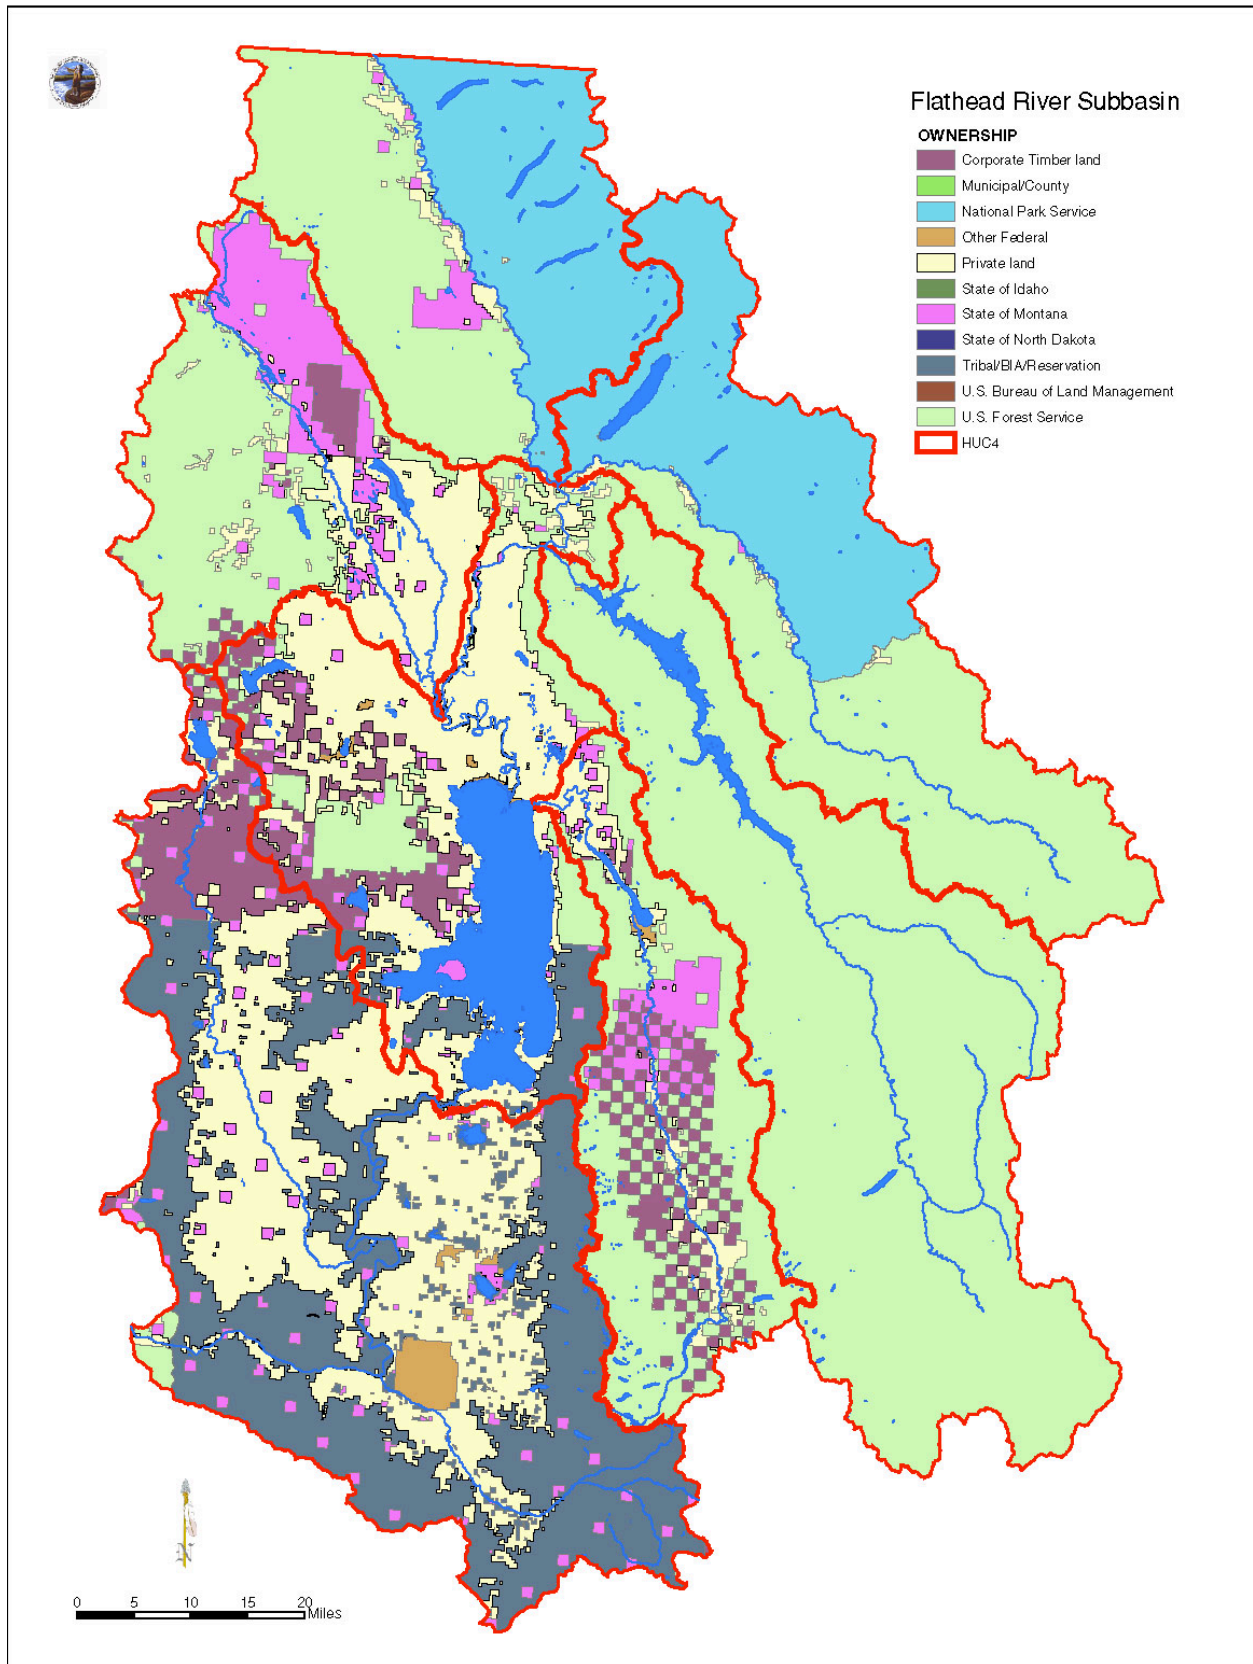 Flathead River Subbasin
OWNERSHIP
Corporate Timber land
Municipal/County
National Park Service
Other Federal
Private land
State of Idaho
State of Montana
State of North Dakota
Tribal/BIA/Reservation
U.S. Bureau of Land Management
U.S. Forest Service
HUC4
0 5 10 15 20
Miles